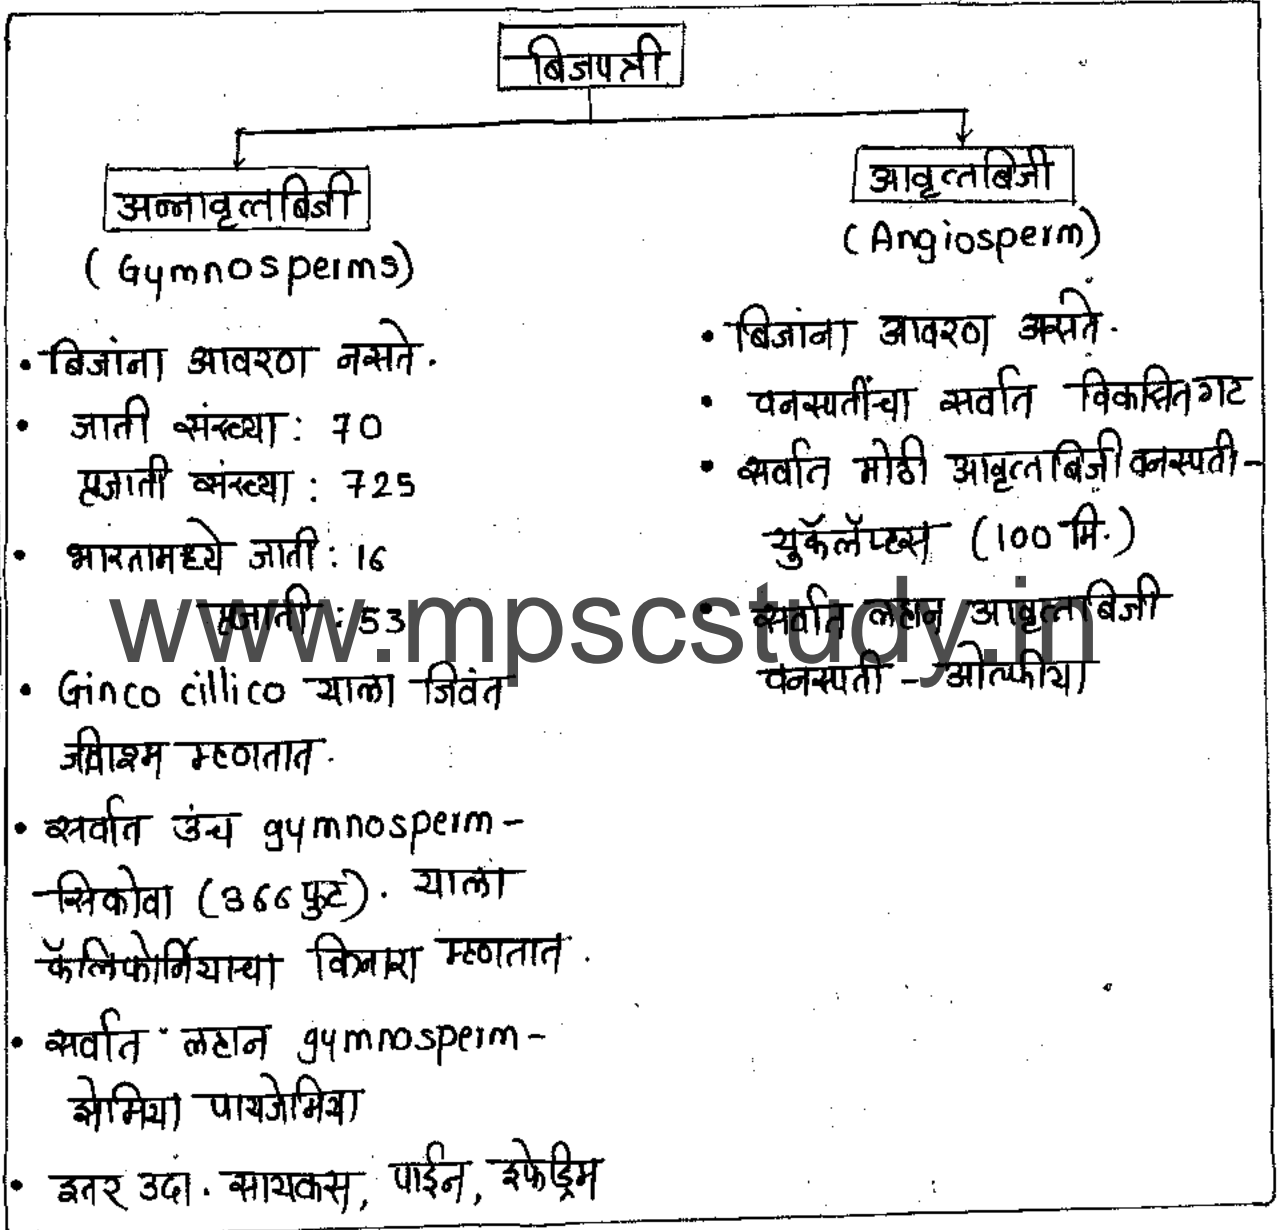 बिजपत्री
अन्नावृत्तबिजी
(Gymnosperms)
• बिजांना आवरण नसते.
• जाती संख्या : 70
प्रजाती संख्या : 725
• भारतामध्ये जाती : 16
प्रजाती : 53
• Ginco cillico याला जिवंत
जीवाश्म म्हणतात.
• सर्वात उंच gymnosperm -
सिकोवा (366 फुट). याला
कॅलिफोर्नियाचा किनारा म्हणतात.
• सर्वात लहान gymnosperm -
झेमिया पायजेमिया
• इतर उदा. सायकस, पाईन, इफेड्रिम
आवृत्तबिजी
(Angiosperm)
• बिजांना आवरण असते.
• वनस्पतींचा सर्वात विकसित गट
• सर्वात मोठी आवृत्तबिजी वनस्पती -
युकॅलॅप्टस (100 मि.)
• सर्वात लहान आवृत्तबिजी
वनस्पती - ओल्फीया
www.mpscstudy.in